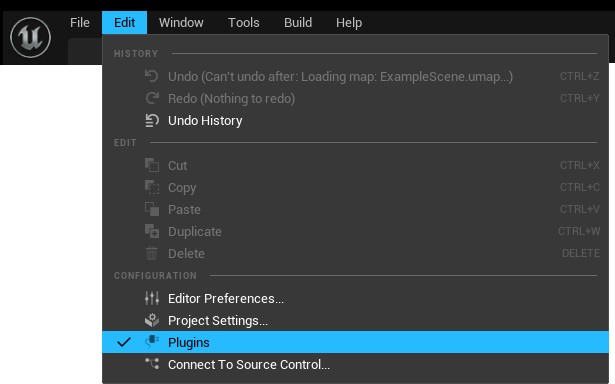 File Edit Window Tools Build Help
HISTORY
Undo (Can't undo after: Loading map: ExampleScene.umap...) CTRL+Z
Redo (Nothing to redo) CTRL+Y
Undo History
EDIT
Cut CTRL+X
Copy CTRL+C
Paste CTRL+V
Duplicate CTRL+W
Delete DELETE
CONFIGURATION
Editor Preferences...
Project Settings...
Plugins
Connect To Source Control...